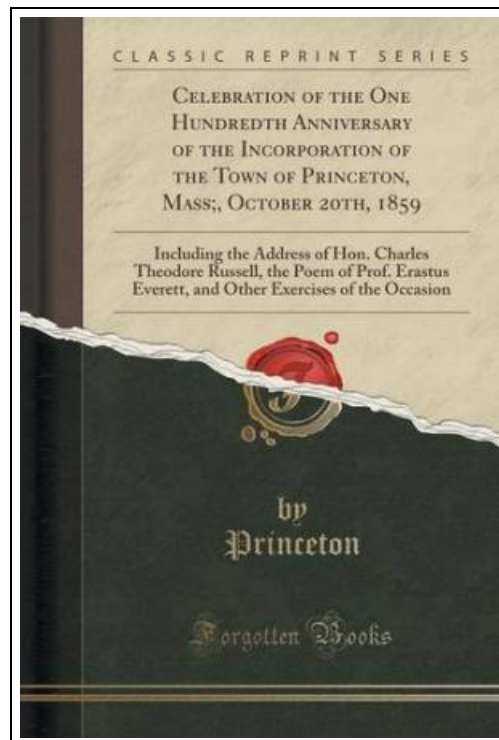 CLASSIC REPRINT SERIES
CELEBRATION OF THE ONE
HUNDREDTH ANNIVERSARY
OF THE INCORPORATION OF
THE TOWN OF PRINCETON,
MASS;, OCTOBER 20TH, 1859
Including the Address of Hon. Charles
Theodore Russell, the Poem of Prof. Erastus
Everett, and Other Exercises of the Occasion
by
Princeton
Forgotten Books